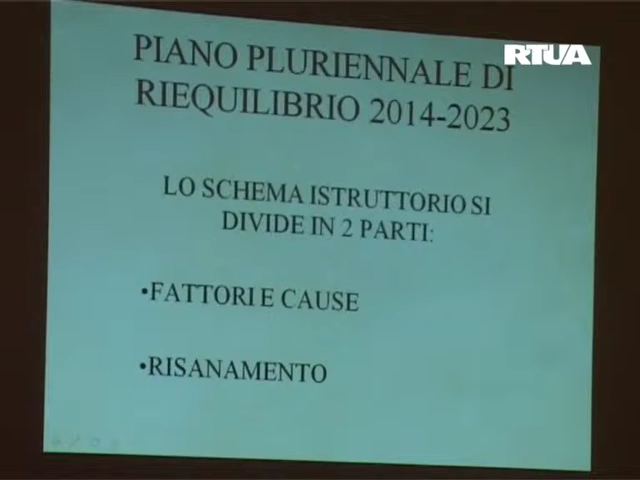 RTUA
PIANO PLURIENNALE DI
RIEQUILIBRIO 2014-2023
LO SCHEMA ISTRUTTORIO SI
DIVIDE IN 2 PARTI:
•FATTORI E CAUSE
•RISANAMENTO